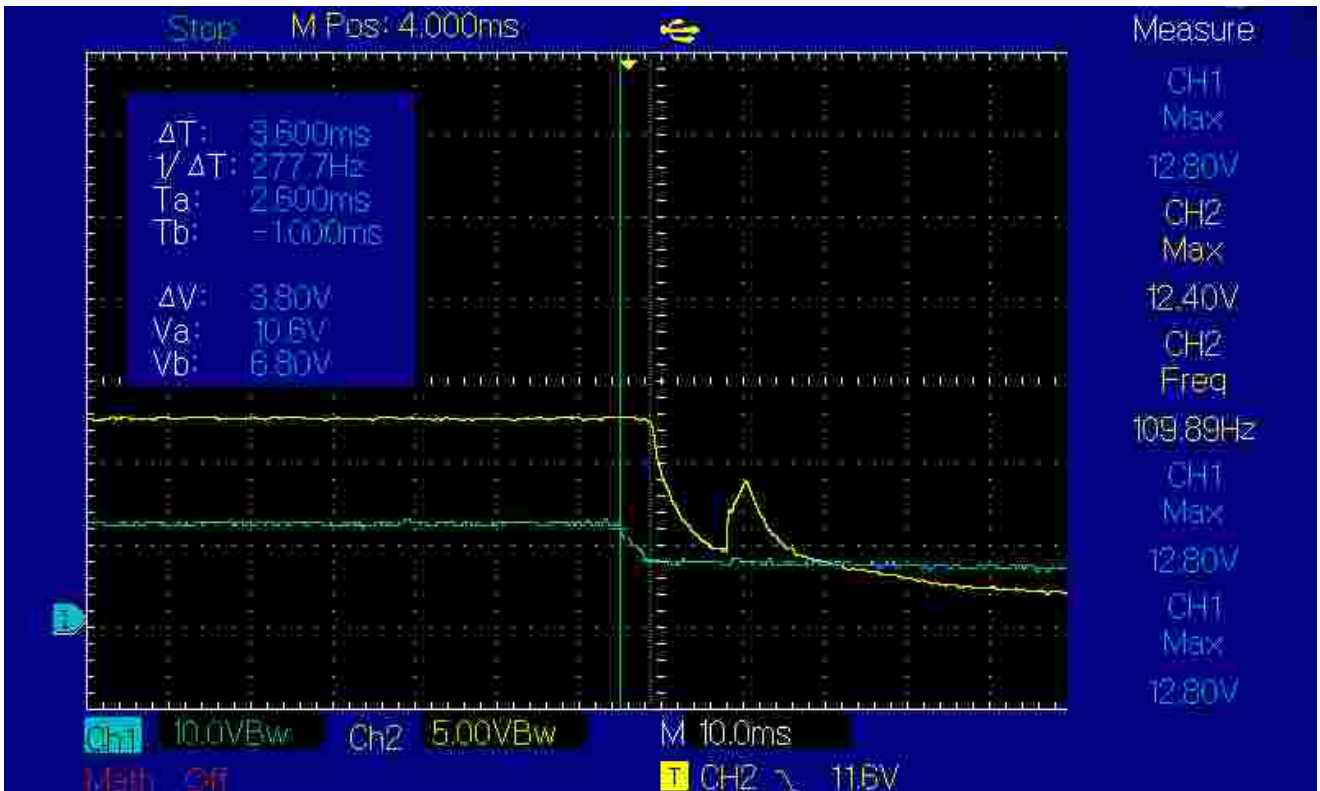 Stop M Pos: 4.000ms
Measure
ΔT: 3.600ms
1/ΔT: 277.7Hz
Ta: 2.600ms
Tb: -1.000ms
ΔV: 3.80V
Va: 10.6V
Vb: 6.80V
CH1
Max
12.80V
CH2
Max
12.40V
CH2
Freq
109.89Hz
CH1
Max
12.80V
CH1
Max
12.80V
1
Ch1 10.0VBw Ch2 5.00VBw M 10.0ms
Math Off T CH2 11.6V